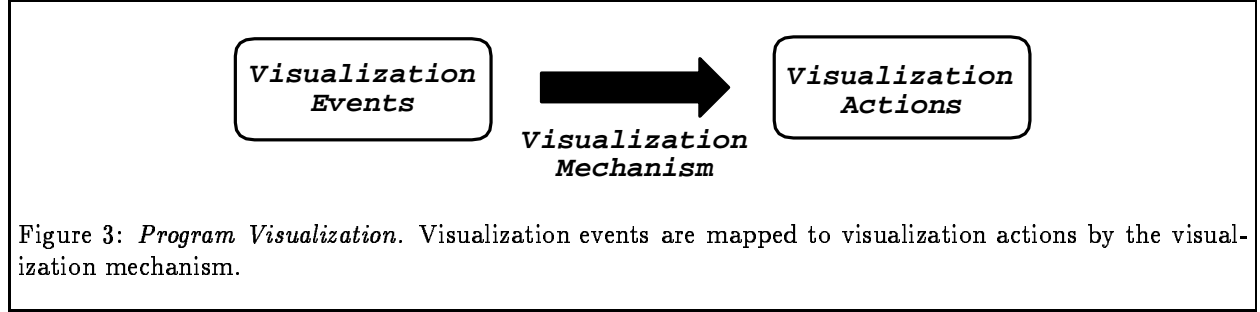 Visualization
Events
Visualization
Mechanism
Visualization
Actions
Figure 3: Program Visualization. Visualization events are mapped to visualization actions by the visual-
ization mechanism.